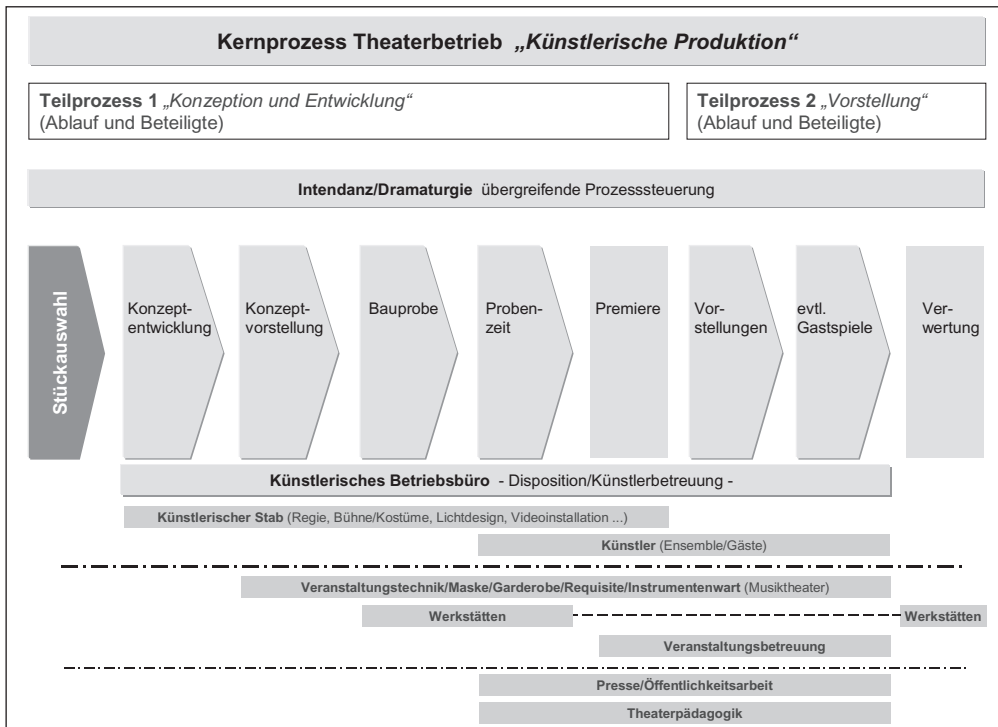 Kernprozess Theaterbetrieb „Künstlerische Produktion“
Teilprozess 1 „Konzeption und Entwicklung“
(Ablauf und Beteiligte)
Teilprozess 2 „Vorstellung“
(Ablauf und Beteiligte)
Intendanz/Dramaturgie übergreifende Prozesssteuerung
Stückauswahl
Konzept-
entwicklung
Konzept-
vorstellung
Bauprobe
Proben-
zeit
Premiere
Vor-
stellungen
evtl.
Gastspiele
Ver-
wertung
Künstlerisches Betriebsbüro - Disposition/Künstlerbetreuung -
Künstlerischer Stab (Regie, Bühne/Kostüme, Lichtdesign, Videoinstallation ...)
Künstler (Ensemble/Gäste)
Veranstaltungstechnik/Maske/Garderobe/Requisite/Instrumentenwart (Musiktheater)
Werkstätten
Werkstätten
Veranstaltungsbetreuung
Presse/Öffentlichkeitsarbeit
Theaterpädagogik